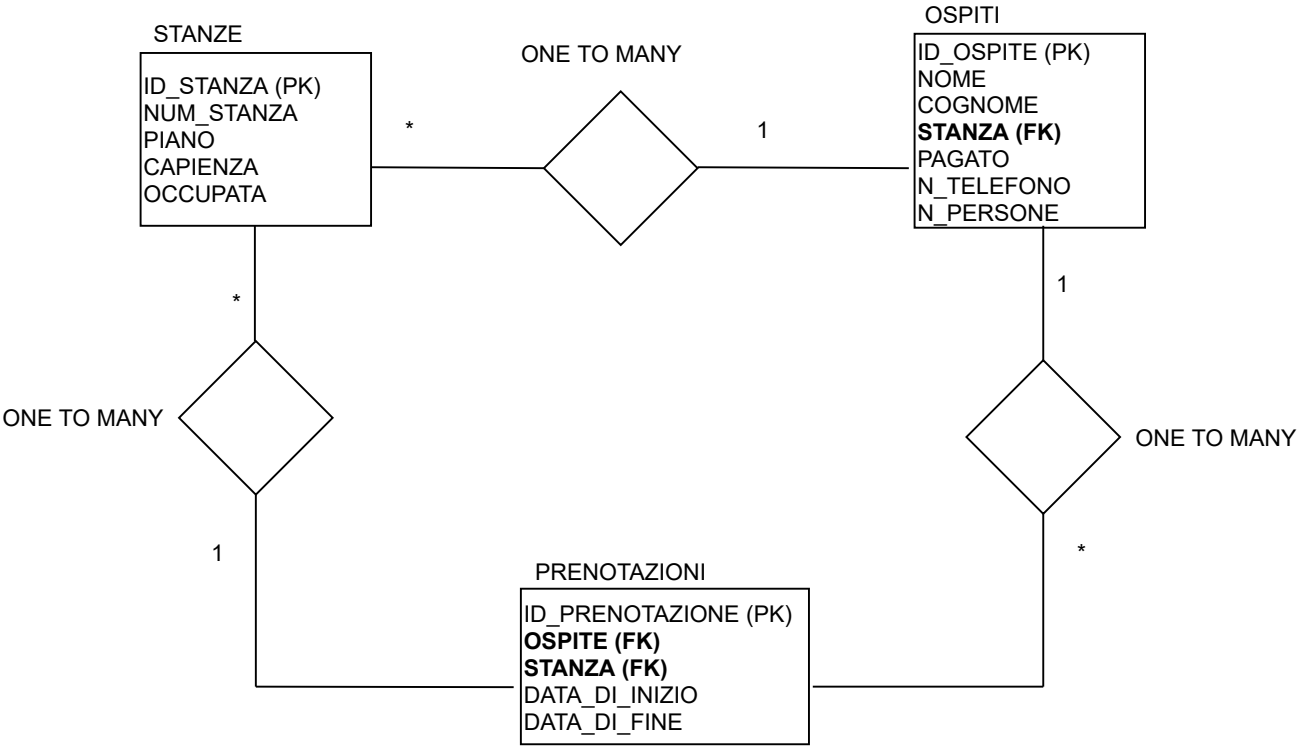 STANZE
ID_STANZA (PK)
NUM_STANZA
PIANO
CAPIENZA
OCCUPATA
*
ONE TO MANY
1
OSPITI
ID_OSPITE (PK)
NOME
COGNOME
STANZA (FK)
PAGATO
N_TELEFONO
N_PERSONE
*
ONE TO MANY
1
1
ONE TO MANY
*
PRENOTAZIONI
ID_PRENOTAZIONE (PK)
OSPITE (FK)
STANZA (FK)
DATA_DI_INIZIO
DATA_DI_FINE